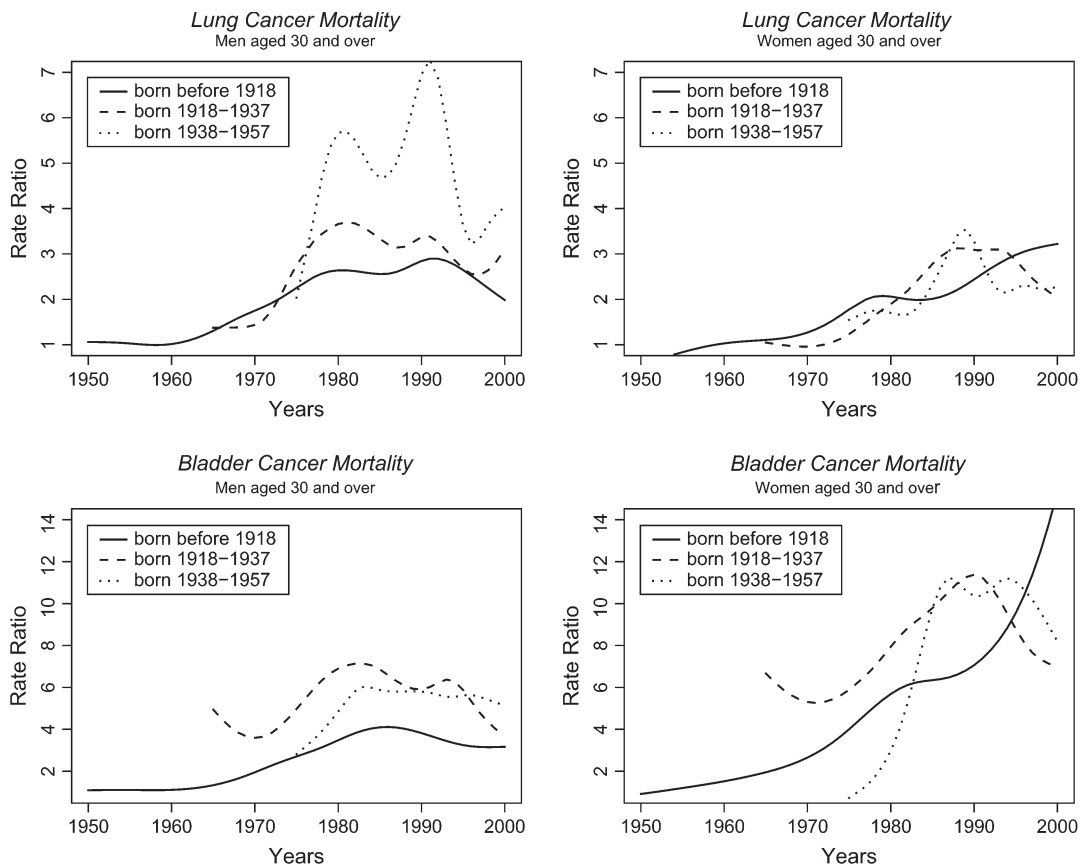 Lung Cancer Mortality
Men aged 30 and over
7
6
5
4
3
2
1
Rate Ratio
born before 1918
born 1918−1937
born 1938−1957
1950 1960 1970 1980 1990 2000
Years
Lung Cancer Mortality
Women aged 30 and over
7
6
5
4
3
2
1
Rate Ratio
born before 1918
born 1918−1937
born 1938−1957
1950 1960 1970 1980 1990 2000
Years
Bladder Cancer Mortality
Men aged 30 and over
14
12
10
8
6
4
2
Rate Ratio
born before 1918
born 1918−1937
born 1938−1957
1950 1960 1970 1980 1990 2000
Years
Bladder Cancer Mortality
Women aged 30 and over
14
12
10
8
6
4
2
Rate Ratio
born before 1918
born 1918−1937
born 1938−1957
1950 1960 1970 1980 1990 2000
Years